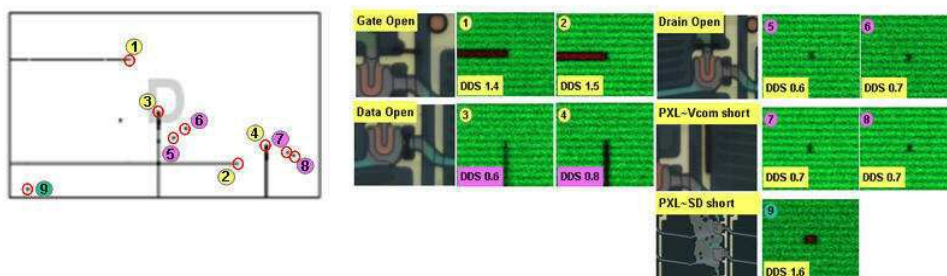 1
3
D
6
4
7
5
8
2
9
Gate Open
1
2
Drain Open
5
6
DDS 1.4
DDS 1.5
DDS 0.6
DDS 0.7
Data Open
3
4
PXL~Vcom short
7
8
DDS 0.6
DDS 0.8
DDS 0.7
DDS 0.7
PXL~SD short
9
DDS 1.6